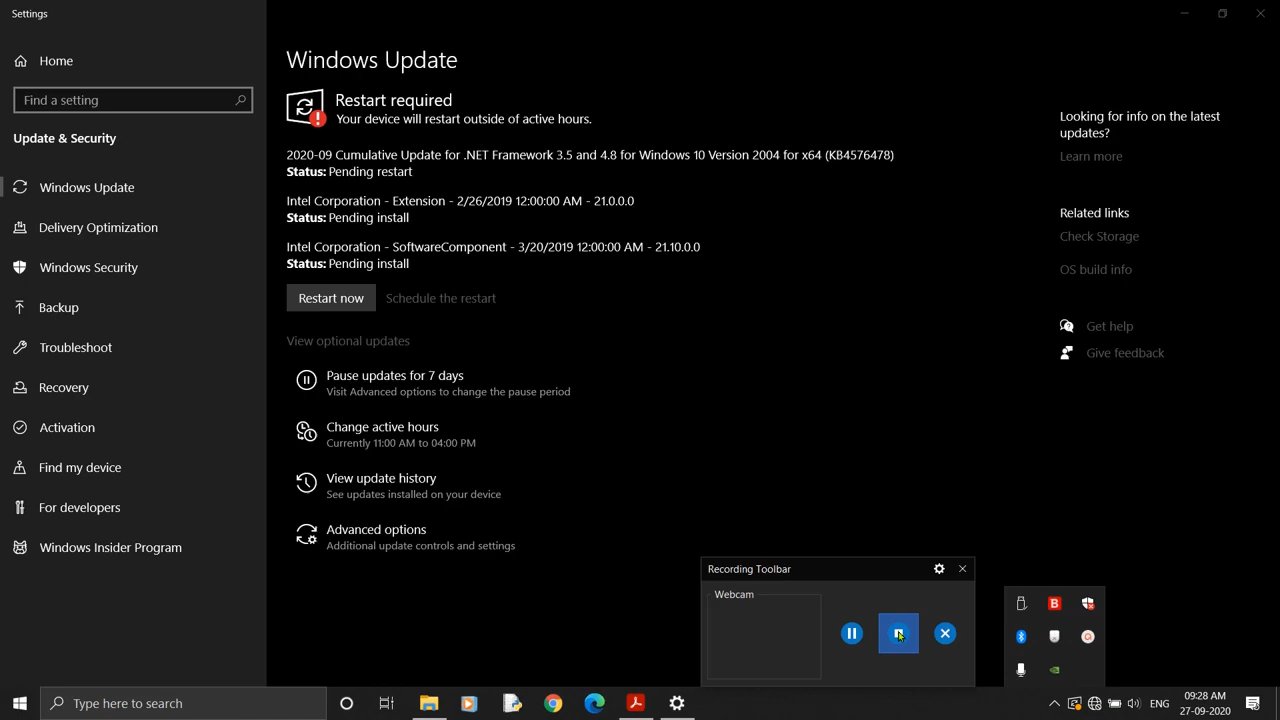 Settings
Home
Find a setting
Update & Security
Windows Update
Delivery Optimization
Windows Security
Backup
Troubleshoot
Recovery
Activation
Find my device
For developers
Windows Insider Program
Windows Update
Restart required
Your device will restart outside of active hours.
2020-09 Cumulative Update for .NET Framework 3.5 and 4.8 for Windows 10 Version 2004 for x64 (KB4576478)
Status: Pending restart
Intel Corporation - Extension - 2/26/2019 12:00:00 AM - 21.0.0.0
Status: Pending install
Intel Corporation - SoftwareComponent - 3/20/2019 12:00:00 AM - 21.10.0.0
Status: Pending install
Restart now
Schedule the restart
View optional updates
Pause updates for 7 days
Visit Advanced options to change the pause period
Change active hours
Currently 11:00 AM to 04:00 PM
View update history
See updates installed on your device
Advanced options
Additional update controls and settings
Looking for info on the latest
updates?
Learn more
Related links
Check Storage
OS build info
Get help
Give feedback
Recording Toolbar
Webcam
B
Type here to search
ENG
09:28 AM
27-09-2020